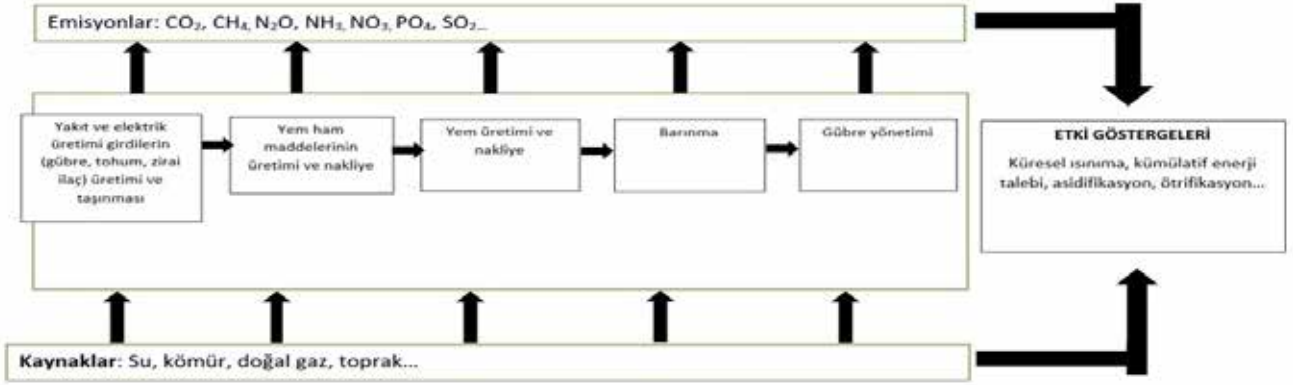 Emisyonlar: CO₂, CH₄, N₂O, NH₃, NO₃, PO₄, SO₂...
Yakıt ve elektrik
üretimi girdilerin
(gübre, tohum, zirai
ilaç) üretimi ve
taşınması
Yem ham
maddelerinin
üretimi ve nakliye
Yem üretimi ve
nakliye
Barınma
Gübre yönetimi
ETKİ GÖSTERGELERİ
Küresel ısınıma, kümülatif enerji
talebi, asidifikasyon, ötrifikasyon...
Kaynaklar: Su, kömür, doğal gaz, toprak...